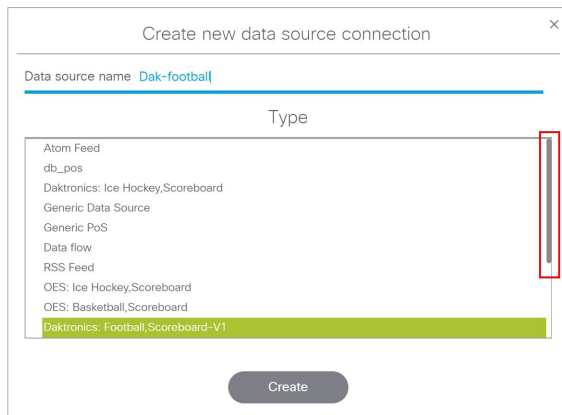 Create new data source connection
Data source name Dak-football
Type
Atom Feed
db_pos
Daktronics: Ice Hockey,Scoreboard
Generic Data Source
Generic PoS
Data flow
RSS Feed
OES: Ice Hockey,Scoreboard
OES: Basketball,Scoreboard
Daktronics: Football,Scoreboard-V1
Create